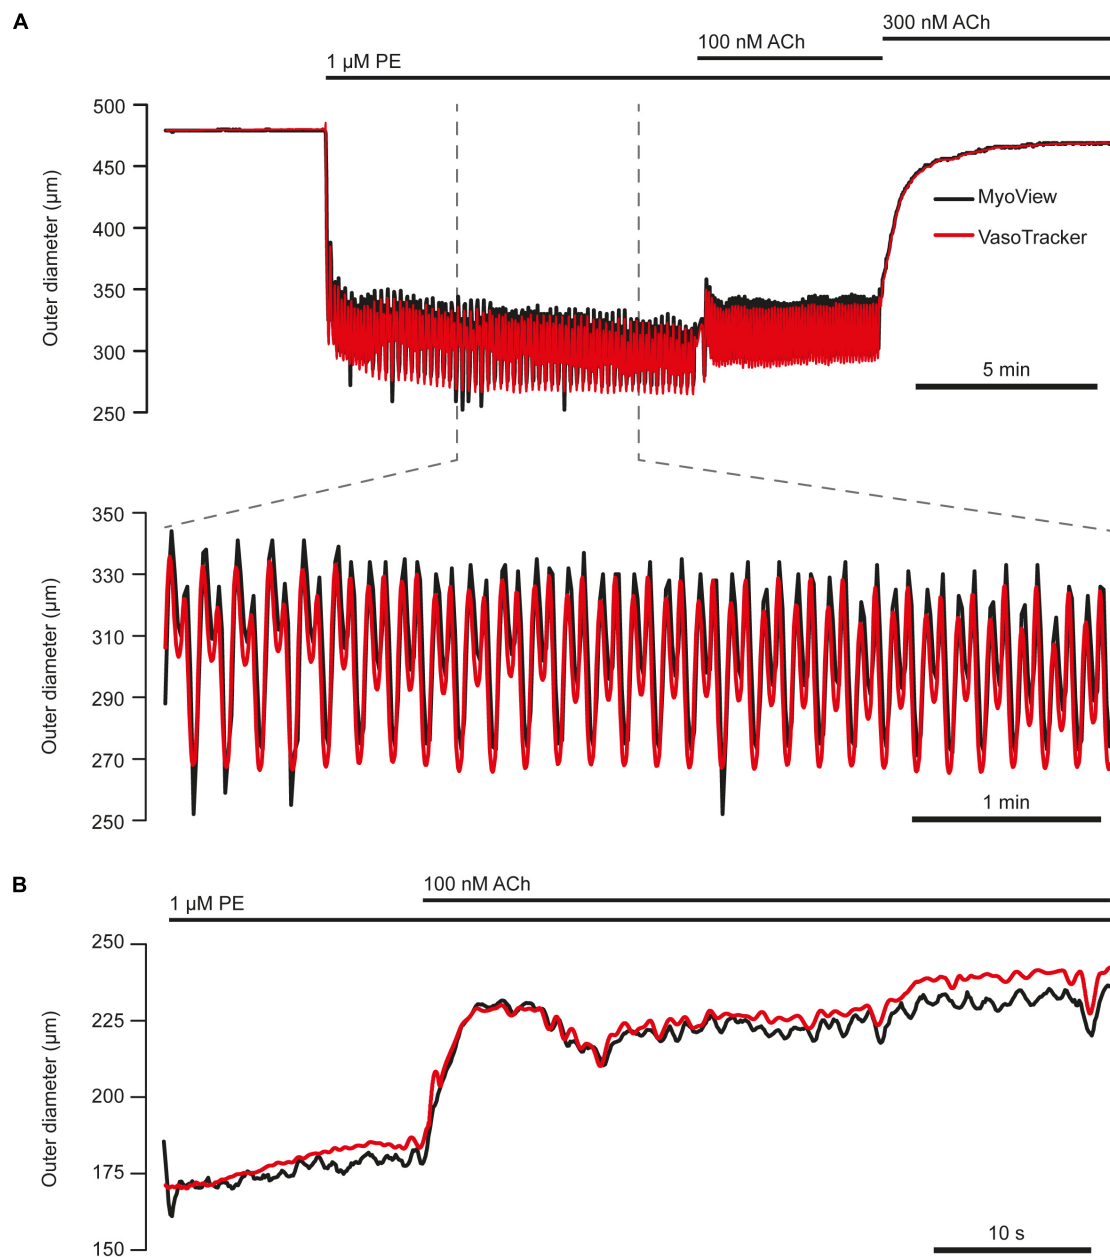 A
300 nM ACh
100 nM ACh
1 µM PE
500
450
400
350
300
250
Outer diameter (µm)
MyoView
VasoTracker
5 min
350
330
310
290
270
250
Outer diameter (µm)
1 min
B
100 nM ACh
1 µM PE
250
225
200
175
150
Outer diameter (µm)
10 s